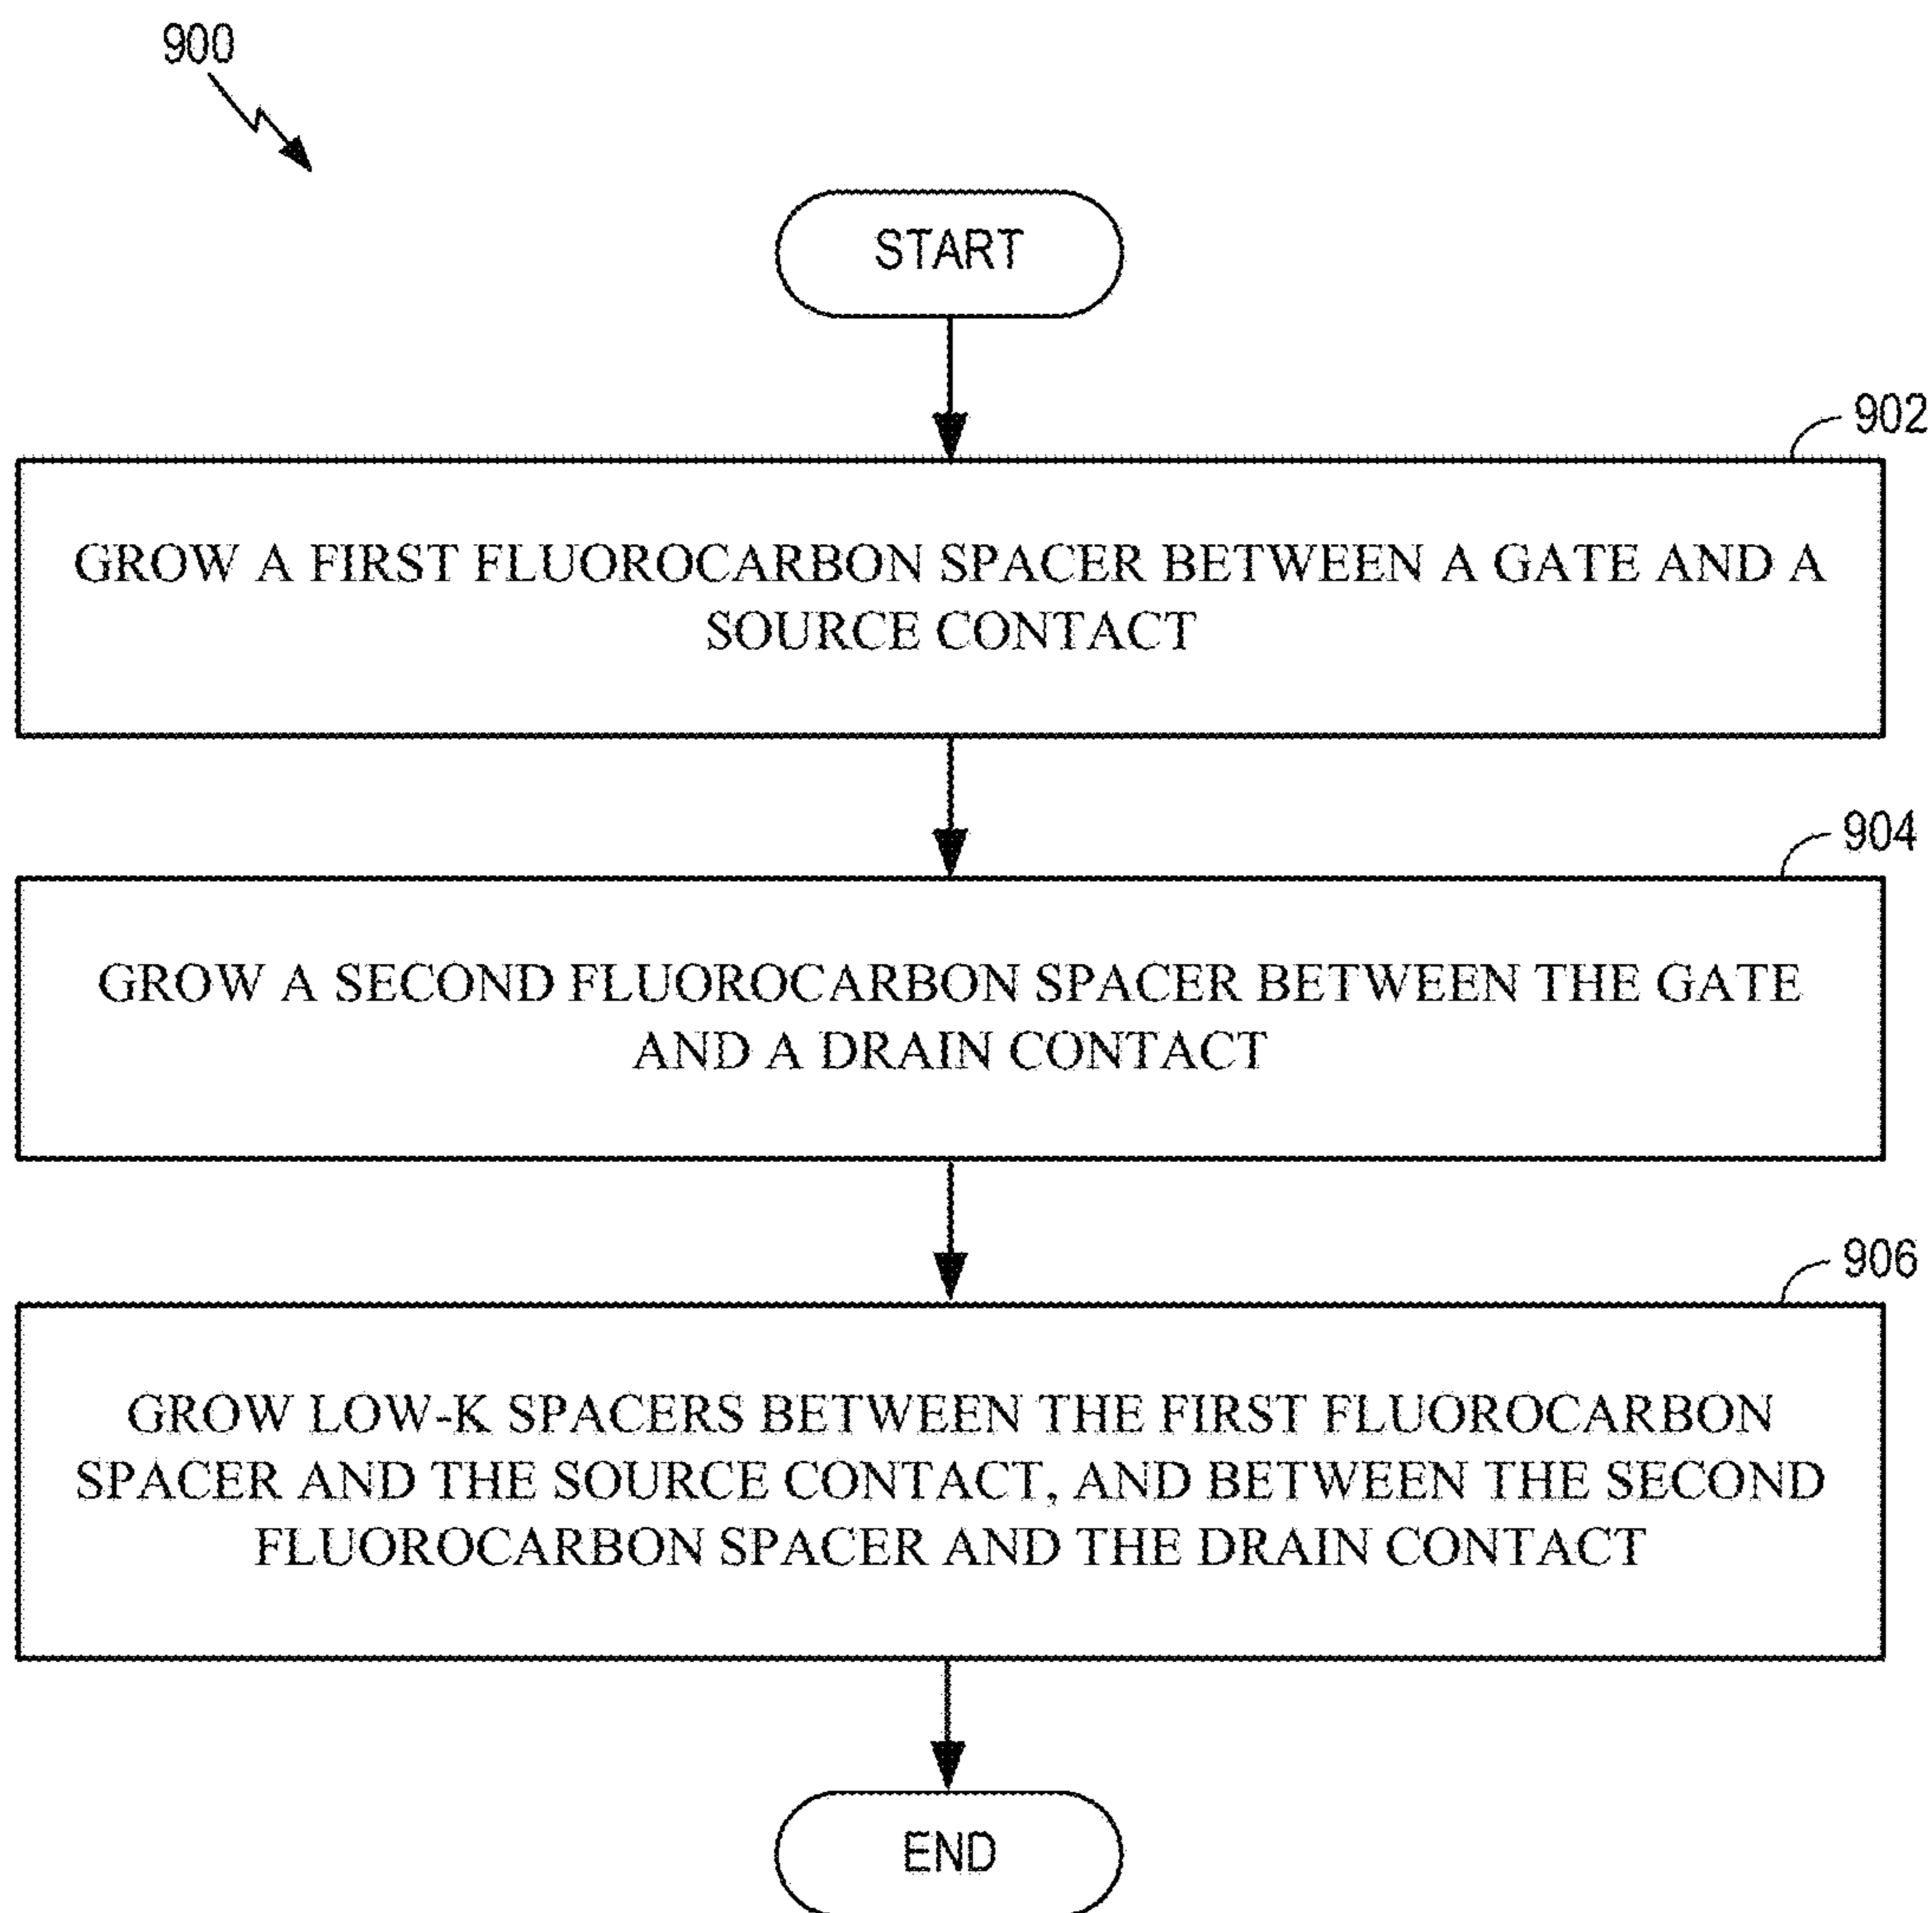 900
START
902
GROW A FIRST FLUOROCARBON SPACER BETWEEN A GATE AND A
SOURCE CONTACT
904
GROW A SECOND FLUOROCARBON SPACER BETWEEN THE GATE
AND A DRAIN CONTACT
906
GROW LOW-K SPACERS BETWEEN THE FIRST FLUOROCARBON
SPACER AND THE SOURCE CONTACT, AND BETWEEN THE SECOND
FLUOROCARBON SPACER AND THE DRAIN CONTACT
END